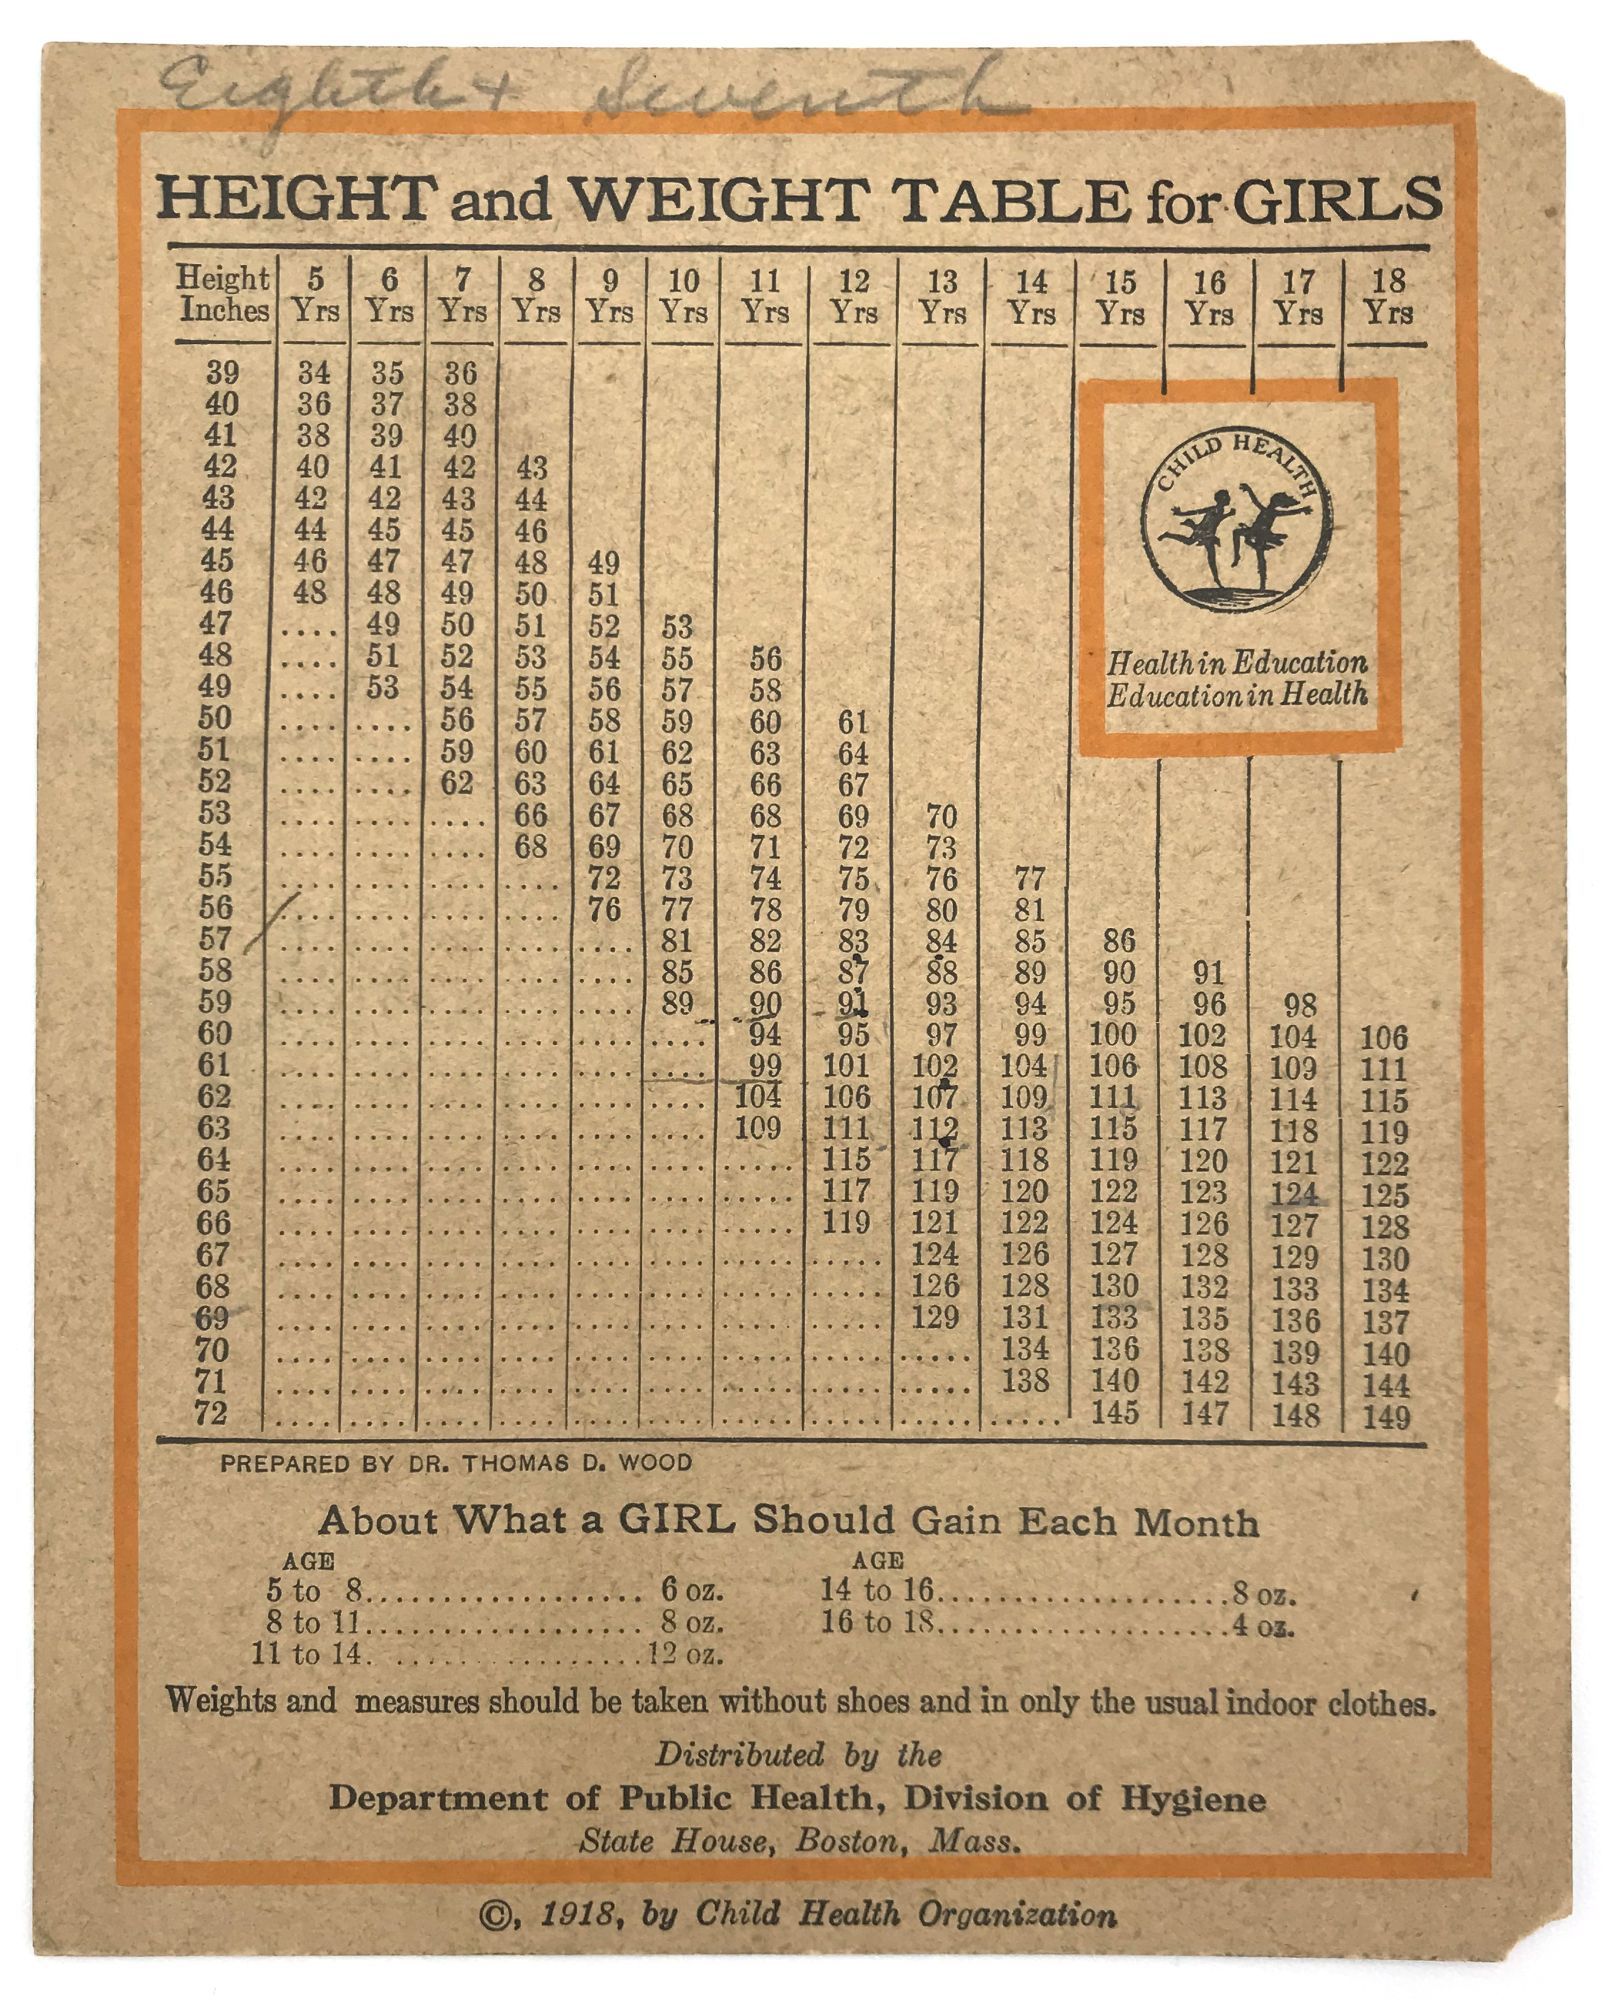 Eighth + Seventh
HEIGHT and WEIGHT TABLE for GIRLS
Height 5 6 7 8 9 10 11 12 13 14 15 16 17 18
Inches Yrs Yrs Yrs Yrs Yrs Yrs Yrs Yrs Yrs Yrs Yrs Yrs Yrs Yrs
39 34 35 36
40 36 37 38
41 38 39 40
CHILD HEALTH
42 40 41 42 43
43 42 42 43 44
44 44 45 45 46
45 46 47 47 48 49
46 48 48 49 50 51
47 .... 49 50 51 52 53
48 .... 51 52 53 54 55 56
Health in Education
49 .... 53 54 55 56 57 58
Education in Health
50 .... .... 56 57 58 59 60 61
51 .... .... 59 60 61 62 63 64
52 .... .... 62 63 64 65 66 67
53 .... .... .... 66 67 68 68 69 70
54 .... .... .... 68 69 70 71 72 73
55 .... .... .... .... 72 73 74 75 76 77
56 .... .... .... .... 76 77 78 79 80 81
57 .... .... .... .... .... 81 82 83 84 85 86
58 .... .... .... .... .... 85 86 87 88 89 90 91
59 .... .... .... .... .... 89 90 91 93 94 95 96 98
60 .... .... .... .... .... .... 94 95 97 99 100 102 104 106
61 .... .... .... .... .... .... 99 101 102 104 106 108 109 111
62 .... .... .... .... .... .... 104 106 107 109 111 113 114 115
63 .... .... .... .... .... .... 109 111 112 113 115 117 118 119
64 .... .... .... .... .... .... ..... 115 117 118 119 120 121 122
65 .... .... .... .... .... .... ..... 117 119 120 122 123 124 125
66 .... .... .... .... .... .... ..... 119 121 122 124 126 127 128
67 .... .... .... .... .... .... ..... ..... 124 126 127 128 129 130
68 .... .... .... .... .... .... ..... ..... 126 128 130 132 133 134
69 .... .... .... .... .... .... ..... ..... 129 131 133 135 136 137
70 .... .... .... .... .... .... ..... ..... ..... 134 136 138 139 140
71 .... .... .... .... .... .... ..... ..... ..... 138 140 142 143 144
72 .... .... .... .... .... .... ..... ..... ..... ..... 145 147 148 149
PREPARED BY DR. THOMAS D. WOOD
About What a GIRL Should Gain Each Month
AGE AGE
5 to 8.................. 6 oz. 14 to 16...................8 oz.
8 to 11.................. 8 oz. 16 to 18...................4 oz.
11 to 14. ................12 oz.
Weights and measures should be taken without shoes and in only the usual indoor clothes.
Distributed by the
Department of Public Health, Division of Hygiene
State House, Boston, Mass.
©, 1918, by Child Health Organization